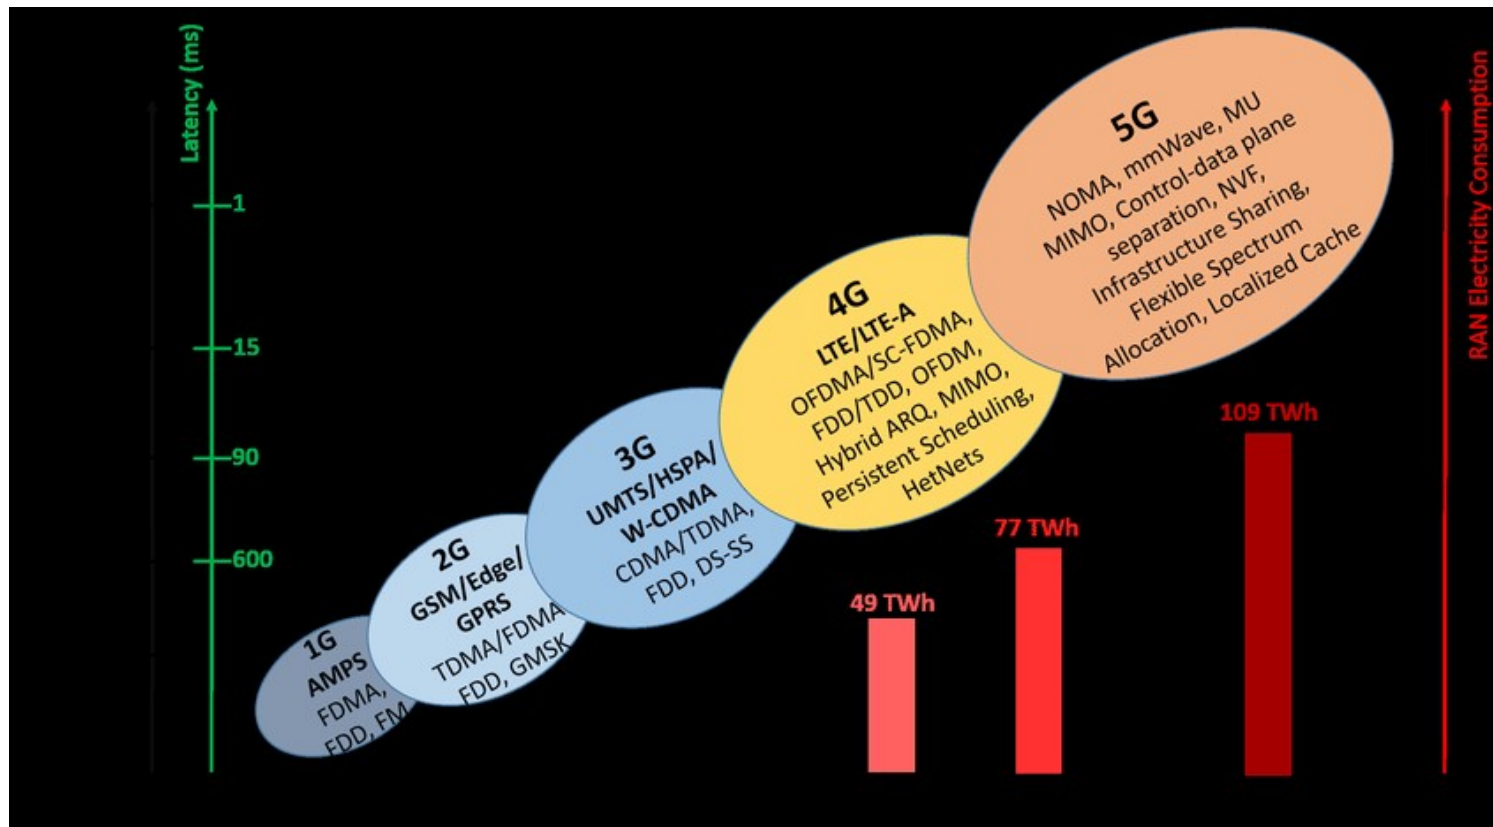 Latency (ms)
1
15
90
600
1G
AMPS
FDMA,
FDD, FM
2G
GSM/Edge/
GPRS
TDMA/FDMA
FDD, GMSK
3G
UMTS/HSPA/
W-CDMA
CDMA/TDMA,
FDD, DS-SS
4G
LTE/LTE-A
OFDMA/SC-FDMA,
FDD/TDD, OFDM,
Hybrid ARQ, MIMO,
Persistent Scheduling,
HetNets
5G
NOMA, mmWave, MU
MIMO, Control-data plane
separation, NVF,
Infrastructure Sharing,
Flexible Spectrum
Allocation, Localized Cache
49 TWh
77 TWh
109 TWh
RAN Electricity Consumption